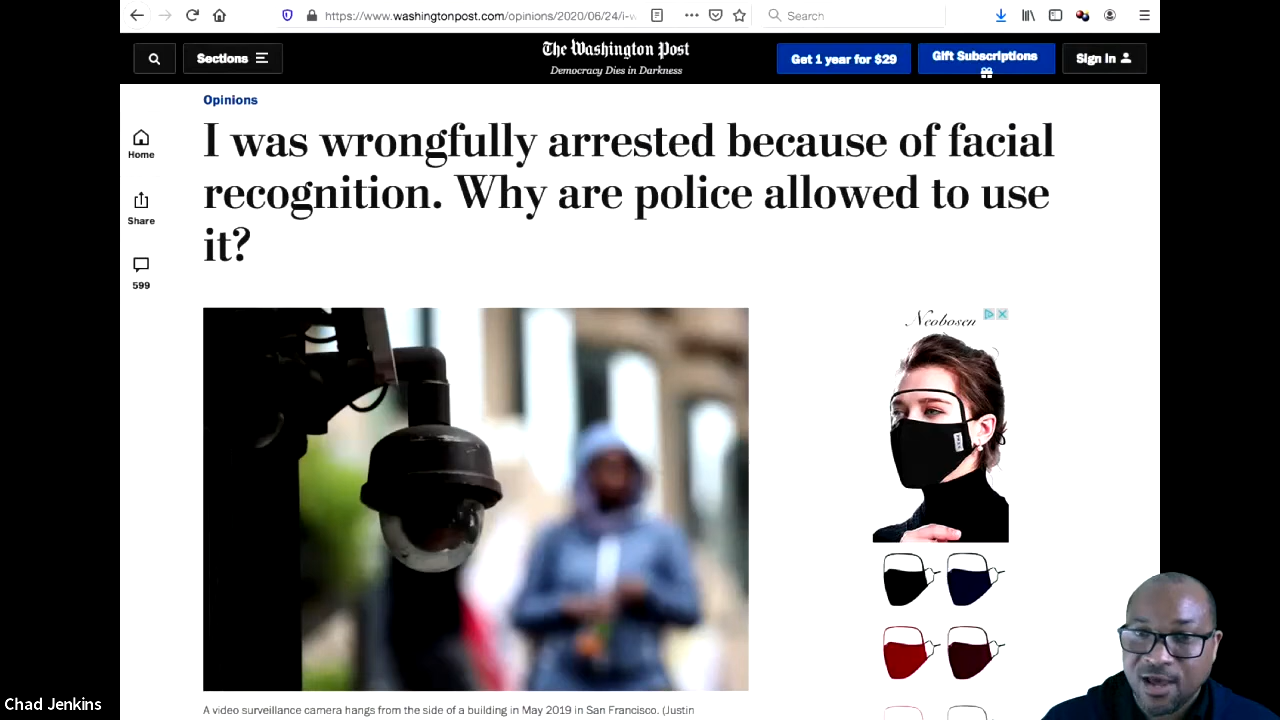 https://www.washingtonpost.com/opinions/2020/06/24/i-w
Search
Sections
The Washington Post
Democracy Dies in Darkness
Get 1 year for $29
Gift Subscriptions
Sign In
Opinions
I was wrongfully arrested because of facial
recognition. Why are police allowed to use
it?
Home
Share
599
Neobosen
A video surveillance camera hangs from the side of a building in May 2019 in San Francisco. (Justin
Chad Jenkins